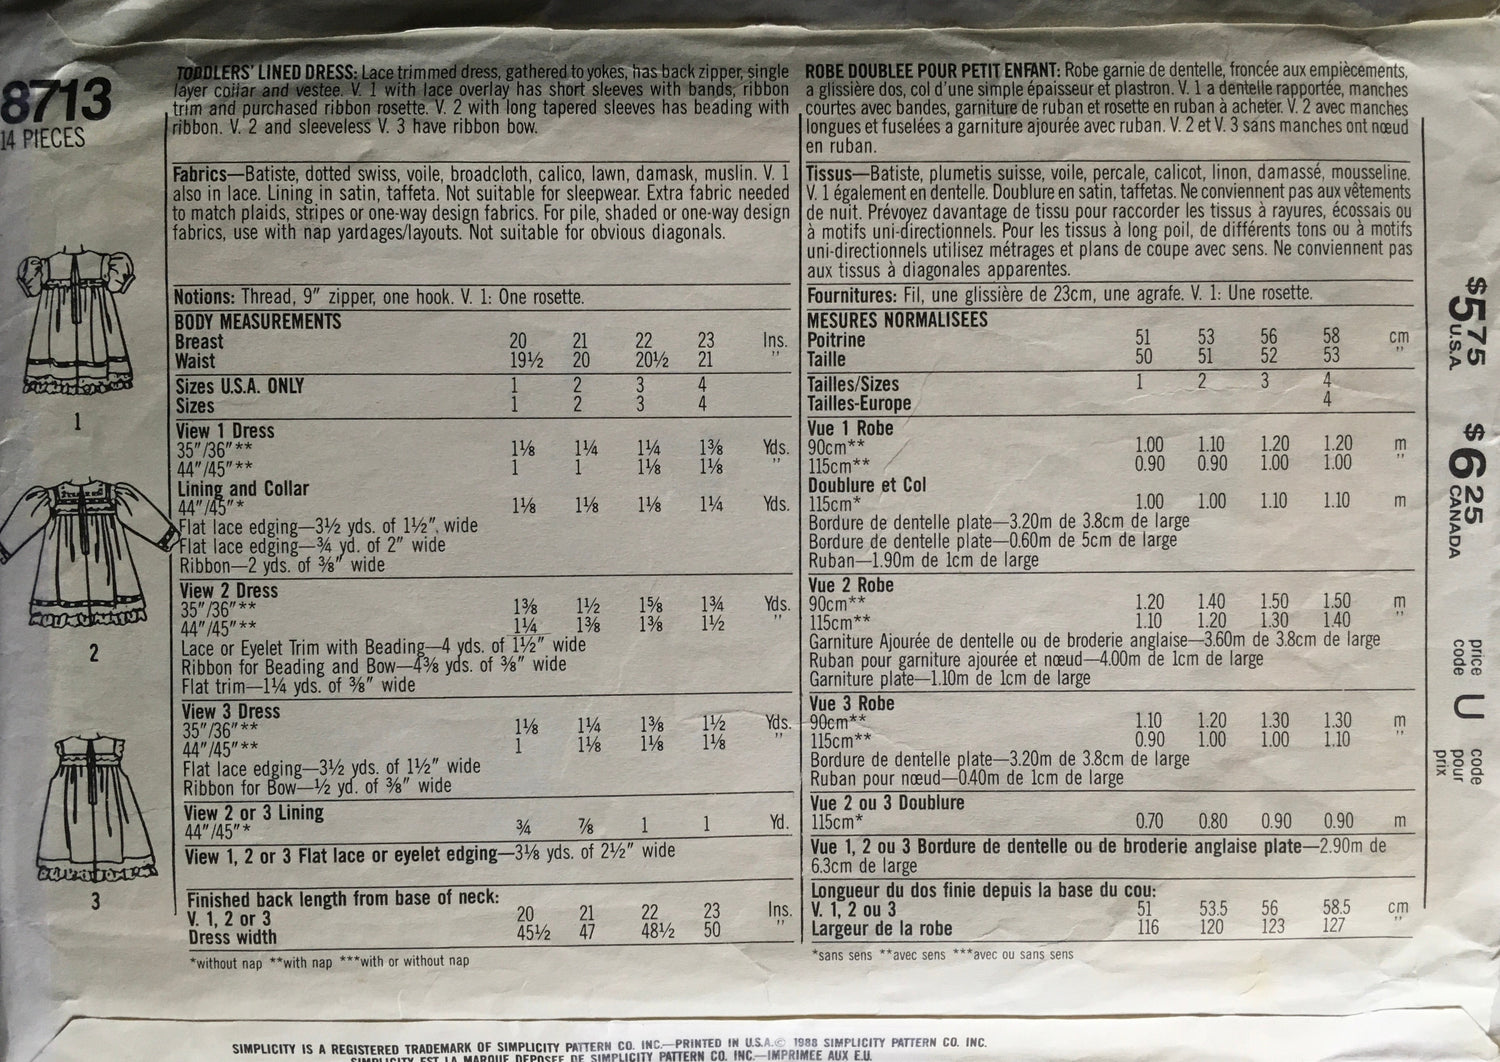 8713
14 PIECES
TODDLERS' LINED DRESS: Lace trimmed dress, gathered to yokes, has back zipper, single
layer collar and vestee. V. 1 with lace overlay has short sleeves with bands, ribbon
trim and purchased ribbon rosette. V. 2 with long tapered sleeves has beading with
ribbon. V. 2 and sleeveless V. 3 have ribbon bow.
Fabrics—Batiste, dotted swiss, voile, broadcloth, calico, lawn, damask, muslin. V. 1
also in lace. Lining in satin, taffeta. Not suitable for sleepwear. Extra fabric needed
to match plaids, stripes or one-way design fabrics. For pile, shaded or one-way design
fabrics, use with nap yardages/layouts. Not suitable for obvious diagonals.
Notions: Thread, 9" zipper, one hook. V. 1: One rosette.
BODY MEASUREMENTS
Breast 20 21 22 23 Ins.
Waist 19½ 20 20½ 21 "
Sizes U.S.A. ONLY 1 2 3 4
Sizes 1 2 3 4
View 1 Dress
35"/36"** 1⅛ 1¼ 1¼ 1⅜ Yds.
44"/45"** 1 1 1⅛ 1⅛ "
Lining and Collar
44"/45"* 1⅛ 1⅛ 1⅛ 1¼ Yds.
Flat lace edging—3½ yds. of 1½" wide
Flat lace edging—¾ yd. of 2" wide
Ribbon—2 yds. of ⅜" wide
View 2 Dress
35"/36"** 1⅜ 1½ 1⅝ 1¾ Yds.
44"/45"** 1¼ 1⅜ 1⅜ 1½ "
Lace or Eyelet Trim with Beading—4 yds. of 1½" wide
Ribbon for Beading and Bow—4⅜ yds. of ⅜" wide
Flat trim—1¼ yds. of ⅜" wide
View 3 Dress
35"/36"** 1⅛ 1¼ 1⅜ 1½ Yds.
44"/45"** 1 1⅛ 1⅛ 1⅛ "
Flat lace edging—3½ yds. of 1½" wide
Ribbon for Bow—½ yd. of ⅜" wide
View 2 or 3 Lining
44"/45"* ¾ ⅞ 1 1 Yd.
View 1, 2 or 3 Flat lace or eyelet edging—3⅛ yds. of 2½" wide
Finished back length from base of neck:
V. 1, 2 or 3 20 21 22 23 Ins.
Dress width 45½ 47 48½ 50 "
*without nap **with nap ***with or without nap
1
2
3
ROBE DOUBLEE POUR PETIT ENFANT: Robe garnie de dentelle, froncée aux empiècements,
a glissière dos, col d'une simple épaisseur et plastron. V. 1 a dentelle rapportée, manches
courtes avec bandes, garniture de ruban et rosette en ruban à acheter. V. 2 avec manches
longues et fuselées a garniture ajourée avec ruban. V. 2 et V. 3 sans manches ont nœud
en ruban.
Tissus—Batiste, plumetis suisse, voile, percale, calicot, linon, damassé, mousseline.
V. 1 également en dentelle. Doublure en satin, taffetas. Ne conviennent pas aux vêtements
de nuit. Prévoyez davantage de tissu pour raccorder les tissus à rayures, écossais ou
à motifs uni-directionnels. Pour les tissus à long poil, de différents tons ou à motifs
uni-directionnels utilisez métrages et plans de coupe avec sens. Ne conviennent pas
aux tissus à diagonales apparentes.
Fournitures: Fil, une glissière de 23cm, une agrafe. V. 1: Une rosette.
MESURES NORMALISEES
Poitrine 51 53 56 58 cm
Taille 50 51 52 53 "
Tailles/Sizes 1 2 3 4
Tailles-Europe 4
Vue 1 Robe
90cm** 1.00 1.10 1.20 1.20 m
115cm** 0.90 0.90 1.00 1.00 "
Doublure et Col
115cm* 1.00 1.00 1.10 1.10 m
Bordure de dentelle plate—3.20m de 3.8cm de large
Bordure de dentelle plate—0.60m de 5cm de large
Ruban—1.90m de 1cm de large
Vue 2 Robe
90cm** 1.20 1.40 1.50 1.50 m
115cm** 1.10 1.20 1.30 1.40 "
Garniture Ajourée de dentelle ou de broderie anglaise—3.60m de 3.8cm de large
Ruban pour garniture ajourée et nœud—4.00m de 1cm de large
Garniture plate—1.10m de 1cm de large
Vue 3 Robe
90cm** 1.10 1.20 1.30 1.30 m
115cm** 0.90 1.00 1.00 1.10 "
Bordure de dentelle plate—3.20m de 3.8cm de large
Ruban pour nœud—0.40m de 1cm de large
Vue 2 ou 3 Doublure
115cm* 0.70 0.80 0.90 0.90 m
Vue 1, 2 ou 3 Bordure de dentelle ou de broderie anglaise plate—2.90m de
6.3cm de large
Longueur du dos finie depuis la base du cou:
V. 1, 2 ou 3 51 53.5 56 58.5 cm
Largeur de la robe 116 120 123 127 "
*sans sens **avec sens ***avec ou sans sens
$5.75 U.S.A
$6.25 CANADA
price code U code pour prix
SIMPLICITY IS A REGISTERED TRADEMARK OF SIMPLICITY PATTERN CO. INC.—PRINTED IN U.S.A.© 1988 SIMPLICITY PATTERN CO. INC.
SIMPLICITY EST LA MARQUE DEPOSEE DE SIMPLICITY PATTERN CO. INC.—IMPRIMEE AUX E.U.